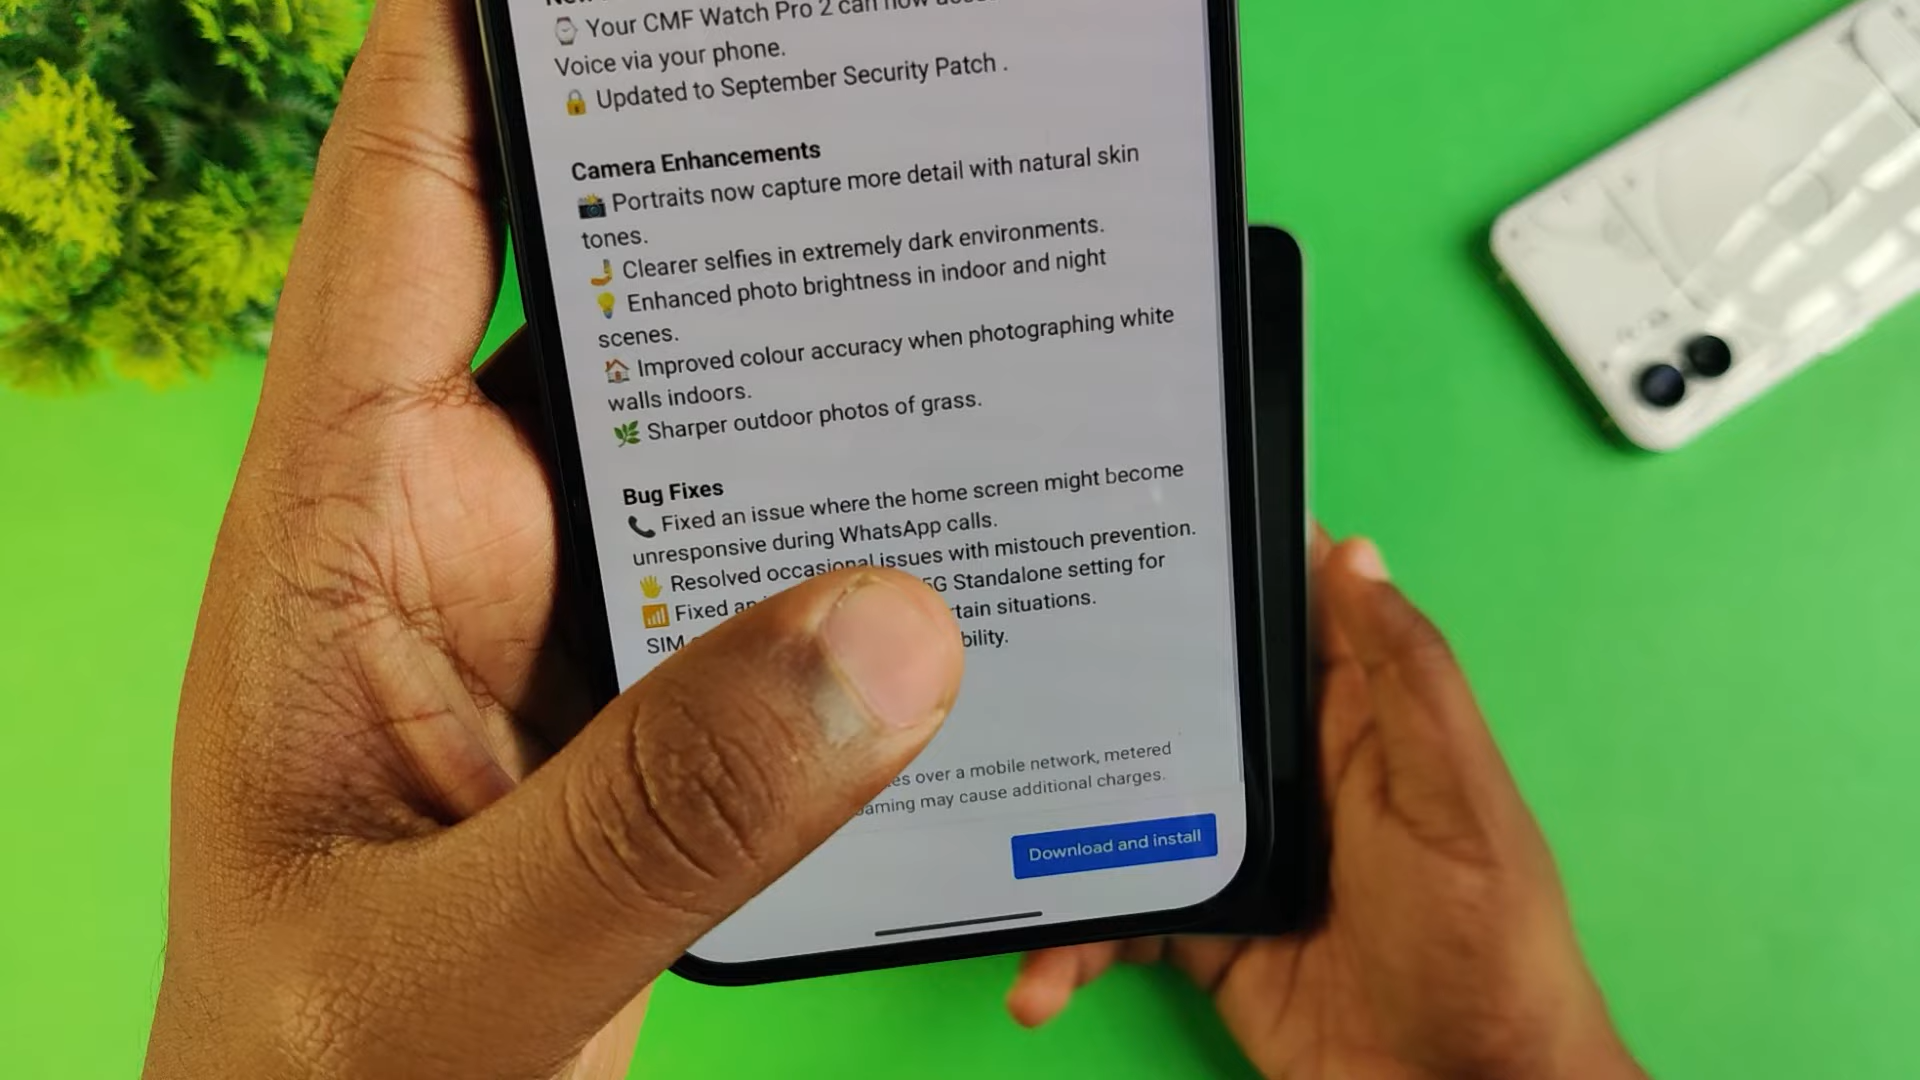 Your CMF Watch Pro 2 can now
Voice via your phone.
Updated to September Security Patch .
Camera Enhancements
Portraits now capture more detail with natural skin
tones.
Clearer selfies in extremely dark environments.
Enhanced photo brightness in indoor and night
scenes.
Improved colour accuracy when photographing white
walls indoors.
Sharper outdoor photos of grass.
Bug Fixes
Fixed an issue where the home screen might become
unresponsive during WhatsApp calls.
Resolved occasional issues with mistouch prevention.
Fixed 5G Standalone setting for
SIM situations.
over a mobile network, metered
may cause additional charges.
Download and install